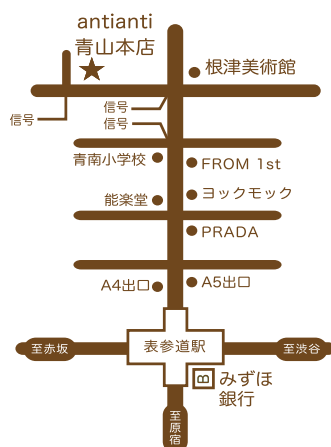 antianti
青山本店
根津美術館
信号
信号
信号
青南小学校
FROM 1st
ヨックモック
能楽堂
PRADA
A4出口
A5出口
表参道駅
至赤坂
至渋谷
B
みずほ
銀行
至原宿